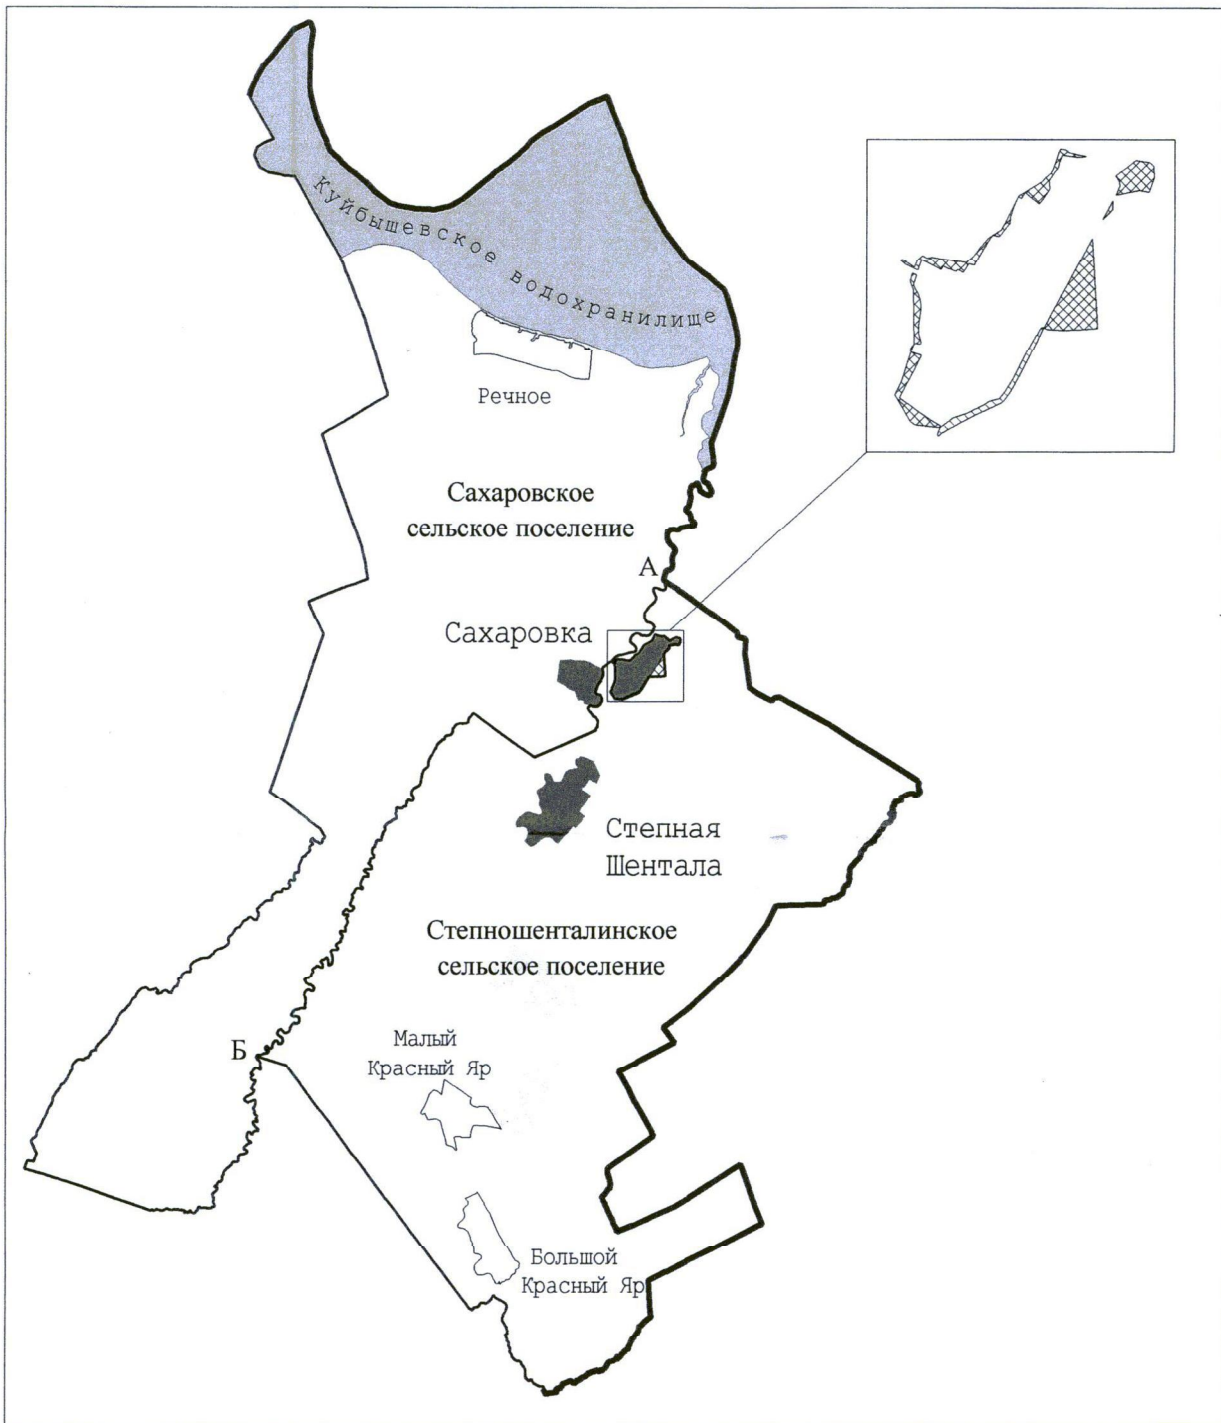 Куйбышевское водохранилище
Речное
Сахаровское
сельское поселение
А
Сахаровка
Степная
Шентала
Степношенталинское
сельское поселение
Малый
Красный Яр
Б
Большой
Красный Яр